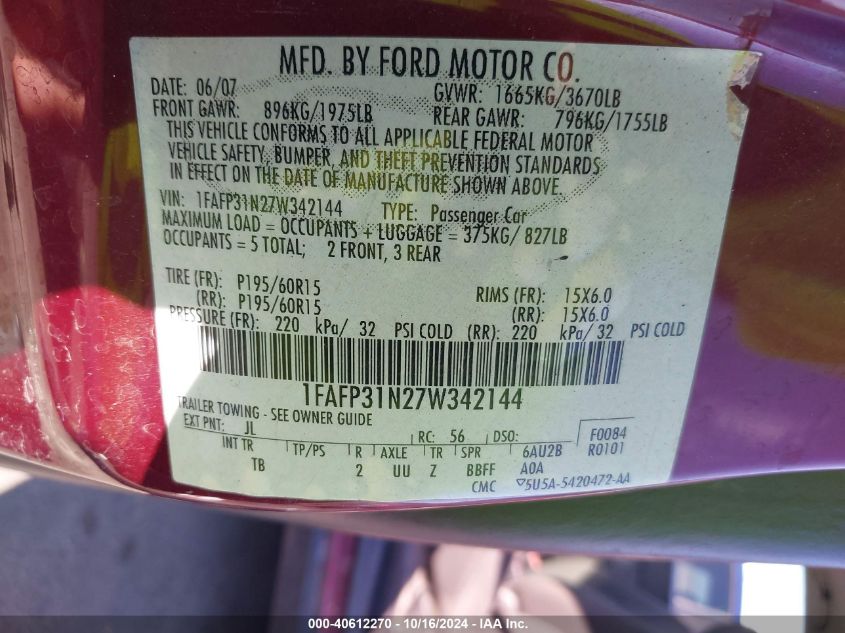 MFD. BY FORD MOTOR CO.
DATE: 06/07 GVWR: 1665KG/3670LB
FRONT GAWR: 896KG/1975LB REAR GAWR: 796KG/1755LB
THIS VEHICLE CONFORMS TO ALL APPLICABLE FEDERAL MOTOR
VEHICLE SAFETY, BUMPER, AND THEFT PREVENTION STANDARDS
IN EFFECT ON THE DATE OF MANUFACTURE SHOWN ABOVE.
VIN: 1FAFP31N27W342144 TYPE: Passenger Car
MAXIMUM LOAD = OCCUPANTS + LUGGAGE = 375KG/ 827LB
OCCUPANTS = 5 TOTAL; 2 FRONT, 3 REAR
TIRE (FR): P195/60R15 RIMS (FR): 15X6.0
(RR): P195/60R15 (RR): 15X6.0
PRESSURE (FR): 220 kPa/ 32 PSI COLD (RR): 220 kPa/ 32 PSI COLD
1FAFP31N27W342144
TRAILER TOWING - SEE OWNER GUIDE
EXT PNT: JL RC: 56 DSO: F0084
INT TR TP/PS R AXLE TR SPR 6AU2B R0101
TB 2 UU Z BBFF A0A
CMC 5U5A-5420472-AA
000-40612270 - 10/16/2024 - IAAI Inc.